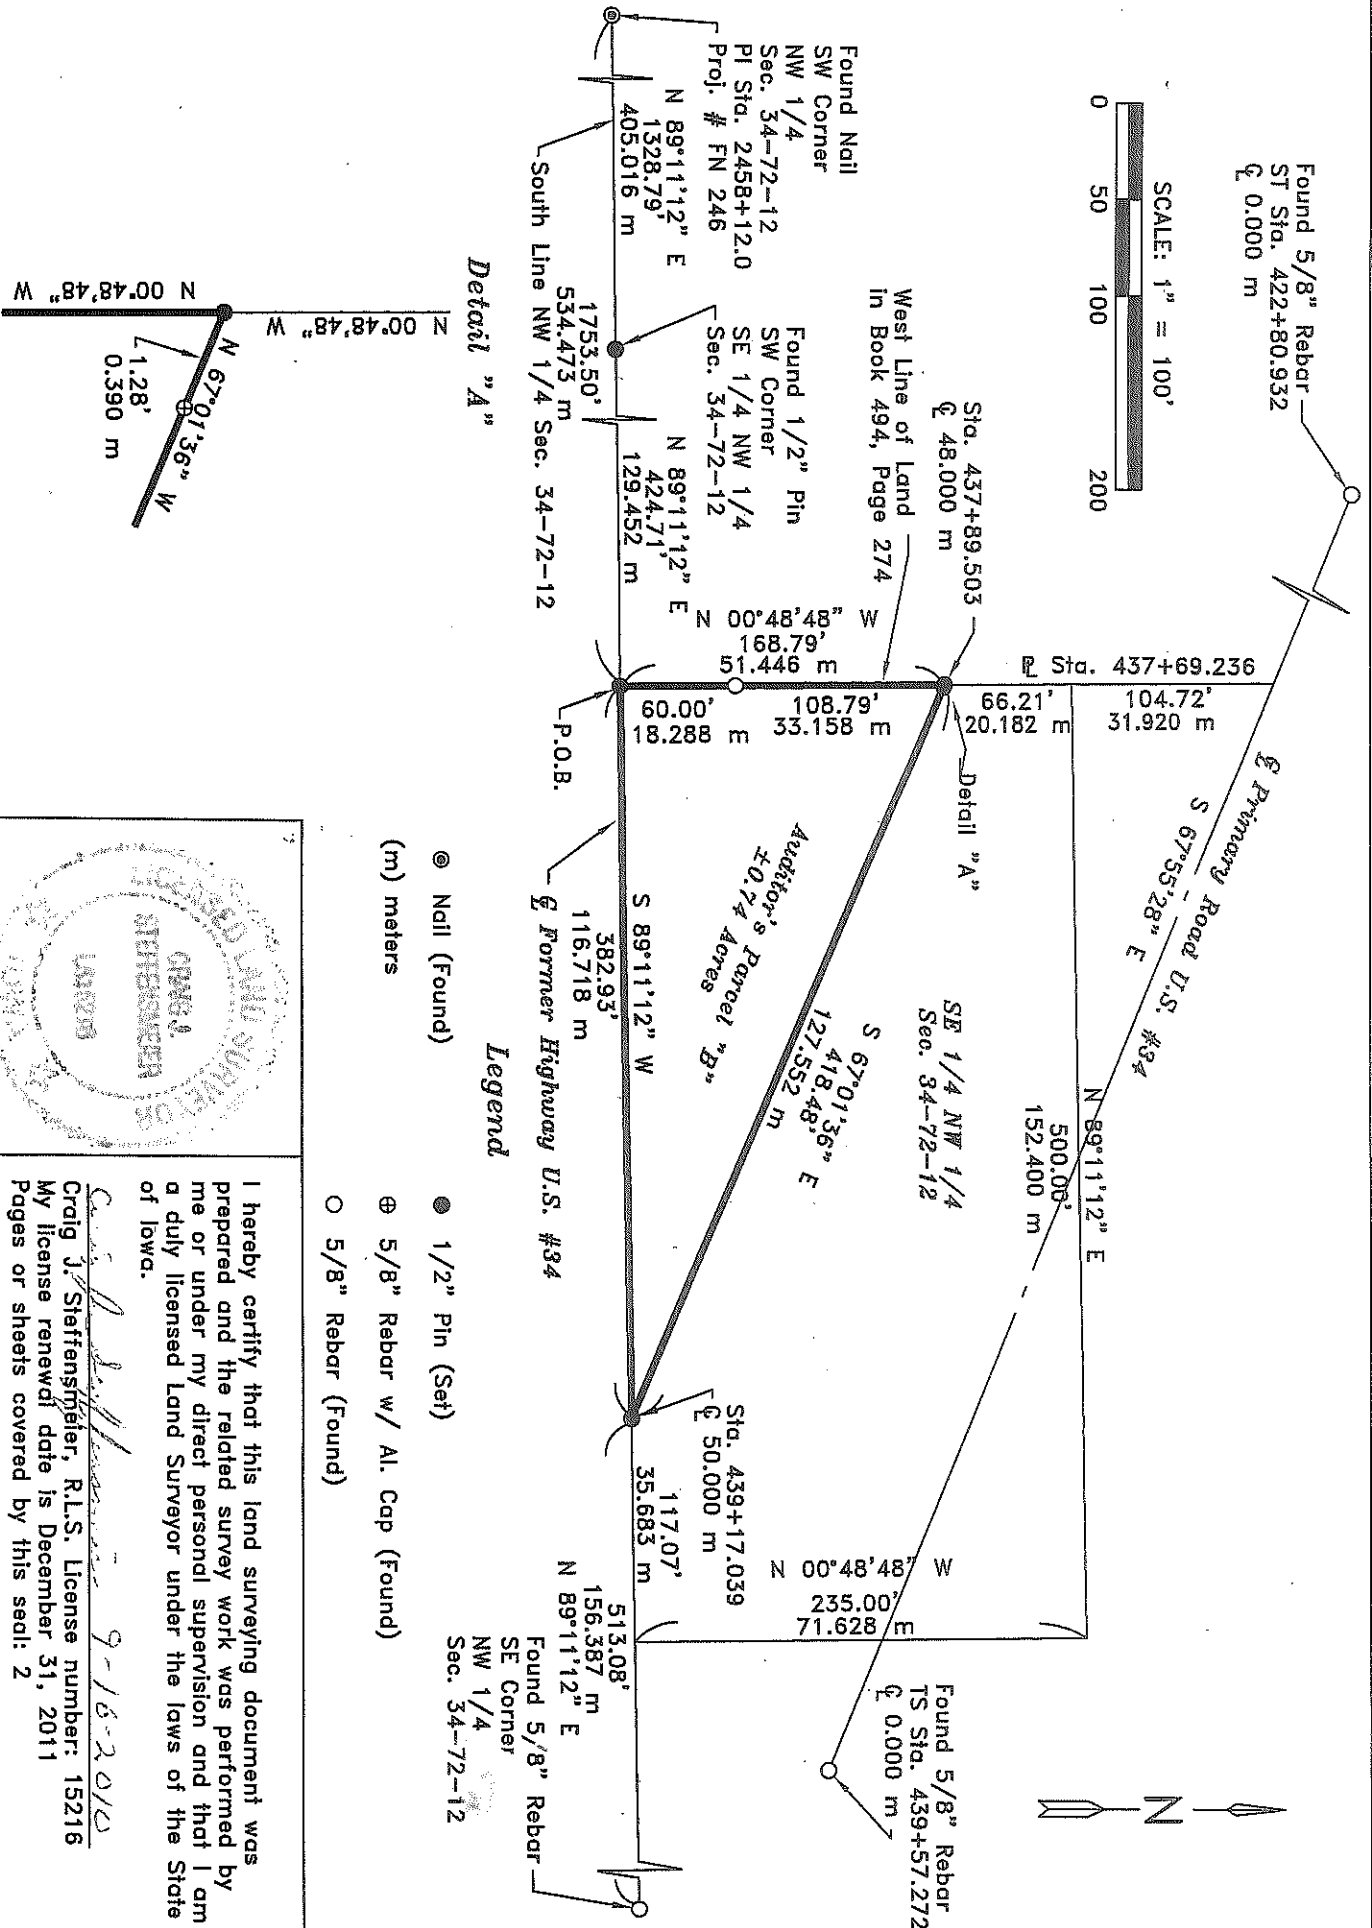 Found 5/8" Rebar
ST Sta. 422+80.932
℄ 0.000 m
SCALE: 1" = 100'
0 50 100 200
℄ Primary Road U.S. #34
S 67°55'28" E
Found 5/8" Rebar
TS Sta. 439+57.272
℄ 0.000 m
N
Sta. 437+89.503
℄ 48.000 m
West Line of Land
in Book 494, Page 274
℞ Sta. 437+69.236
104.72'
31.920 m
66.21'
20.182 m
Detail "A"
N 89°11'12" E
500.00'
152.400 m
N 00°48'48" W
235.00'
71.628 m
SE 1/4 NW 1/4
Sec. 34-72-12
S 67°01'36" E
418.48'
127.552 m
Auditor's Parcel "B"
±0.74 Acres
N 00°48'48" W
168.79'
51.446 m
108.79'
33.158 m
60.00'
18.288 m
Found Nail
SW Corner
NW 1/4
Sec. 34-72-12
PI Sta. 2458+12.0
Proj. # FN 246
Found 1/2" Pin
SW Corner
SE 1/4 NW 1/4
Sec. 34-72-12
N 89°11'12" E
1328.79'
405.016 m
N 89°11'12" E
424.71'
129.452 m
1753.50'
534.473 m
South Line NW 1/4 Sec. 34-72-12
P.O.B.
S 89°11'12" W
382.93'
116.718 m
℄ Former Highway U.S. #34
Sta. 439+17.039
℄ 50.000 m
117.07'
35.683 m
513.08'
156.387 m
N 89°11'12" E
Found 5/8" Rebar
SE Corner
NW 1/4
Sec. 34-72-12
Detail "A"
N 00°48'48" W
N 00°48'48" W
N 67°01'36" W
1.28'
0.390 m
Legend
Nail (Found)
(m) meters
1/2" Pin (Set)
5/8" Rebar w/ Al. Cap (Found)
5/8" Rebar (Found)
LICENSED LAND SURVEYOR
CRAIG J.
STEFFENSMEIER
IOWA
I hereby certify that this land surveying document was
prepared and the related survey work was performed by
me or under my direct personal supervision and that I am
a duly licensed Land Surveyor under the laws of the State
of Iowa.
9-16-2010
Craig J. Steffensmeier, R.L.S. License number: 15216
My license renewal date is December 31, 2011
Pages or sheets covered by this seal: 2